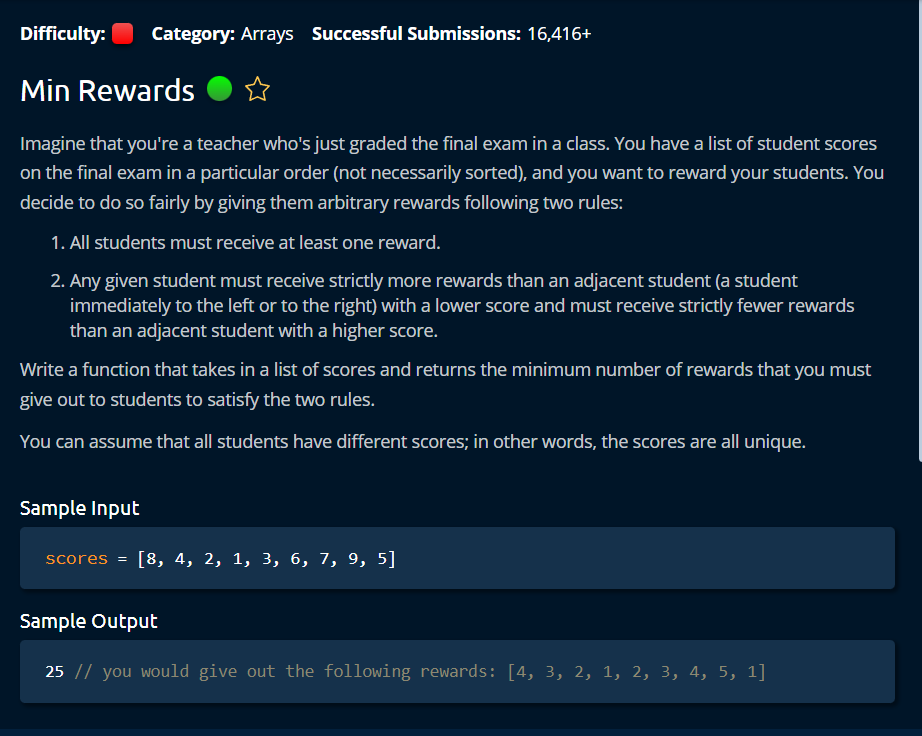 Difficulty: Category: Arrays Successful Submissions: 16,416+
Min Rewards
Imagine that you're a teacher who's just graded the final exam in a class. You have a list of student scores
on the final exam in a particular order (not necessarily sorted), and you want to reward your students. You
decide to do so fairly by giving them arbitrary rewards following two rules:
1. All students must receive at least one reward.
2. Any given student must receive strictly more rewards than an adjacent student (a student
immediately to the left or to the right) with a lower score and must receive strictly fewer rewards
than an adjacent student with a higher score.
Write a function that takes in a list of scores and returns the minimum number of rewards that you must
give out to students to satisfy the two rules.
You can assume that all students have different scores; in other words, the scores are all unique.
Sample Input
scores = [8, 4, 2, 1, 3, 6, 7, 9, 5]
Sample Output
25 // you would give out the following rewards: [4, 3, 2, 1, 2, 3, 4, 5, 1]